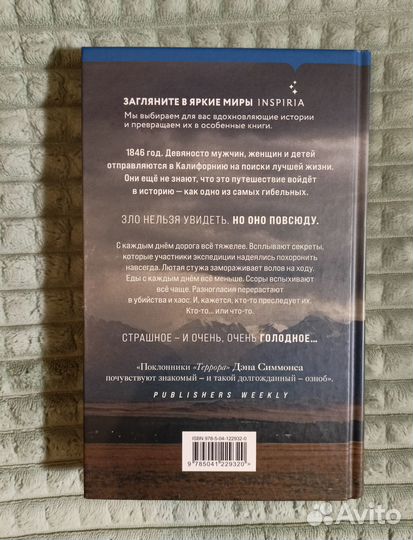 ЗАГЛЯНИТЕ В ЯРКИЕ МИРЫ INSPIRIA
Мы выбираем для вас вдохновляющие истории
и превращаем их в особенные книги.
1846 год. Девяносто мужчин, женщин и детей
отправляются в Калифорнию на поиски лучшей жизни.
Они ещё не знают, что это путешествие войдёт
в историю – как одно из самых гибельных.
ЗЛО НЕЛЬЗЯ УВИДЕТЬ. НО ОНО ПОВСЮДУ.
С каждым днём дорога всё тяжелее. Всплывают секреты,
которые участники экспедиции надеялись похоронить
навсегда. Лютая стужа замораживает волов на ходу.
Еды с каждым днём всё меньше. Ссоры вспыхивают
всё чаще. Разногласия перерастают
в убийства и хаос. И, кажется, кто-то преследует их.
Кто-то... или что-то.
СТРАШНОЕ – И ОЧЕНЬ, ОЧЕНЬ ГОЛОДНОЕ...
«Поклонники «Террора» Дэна Симмонса
почувствуют знакомый – и такой долгожданный – озноб».
PUBLISHERS WEEKLY
ISBN 978-5-04-122932-0
9 785041 229320 >
Avito